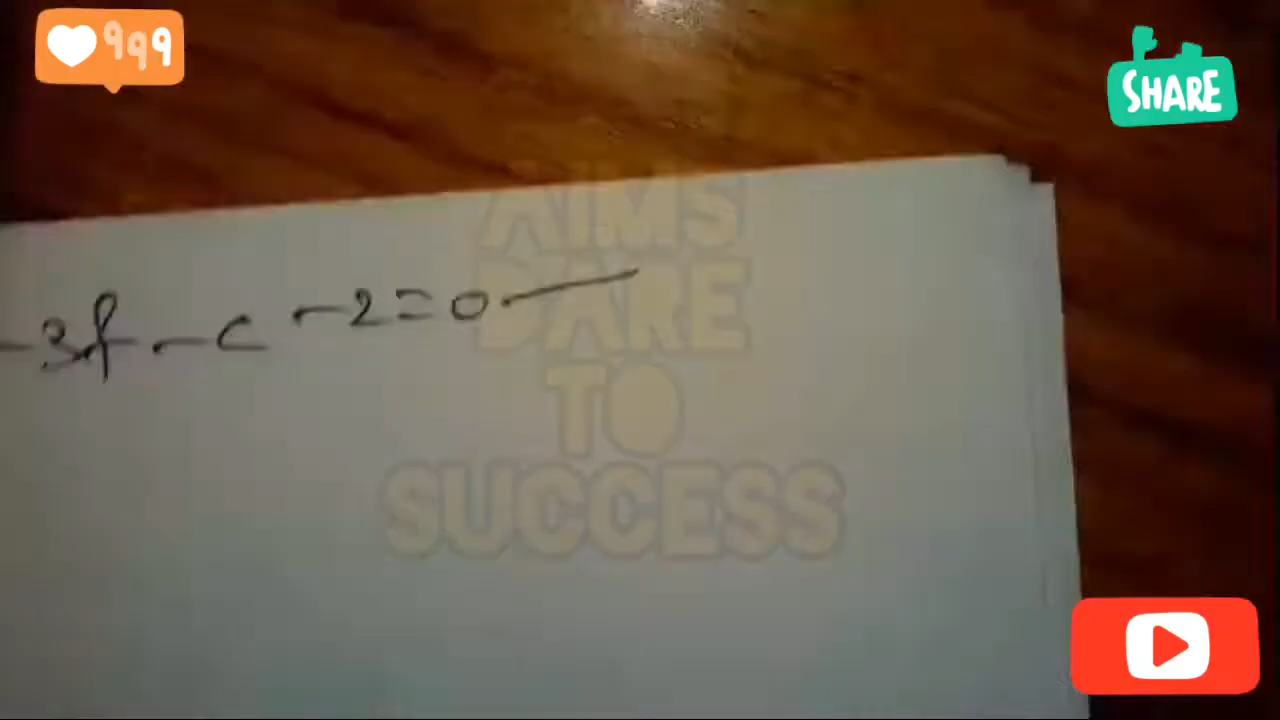 999
SHARE
AIMS
DARE
TO
SUCCESS
-3f - c - 2 = 0